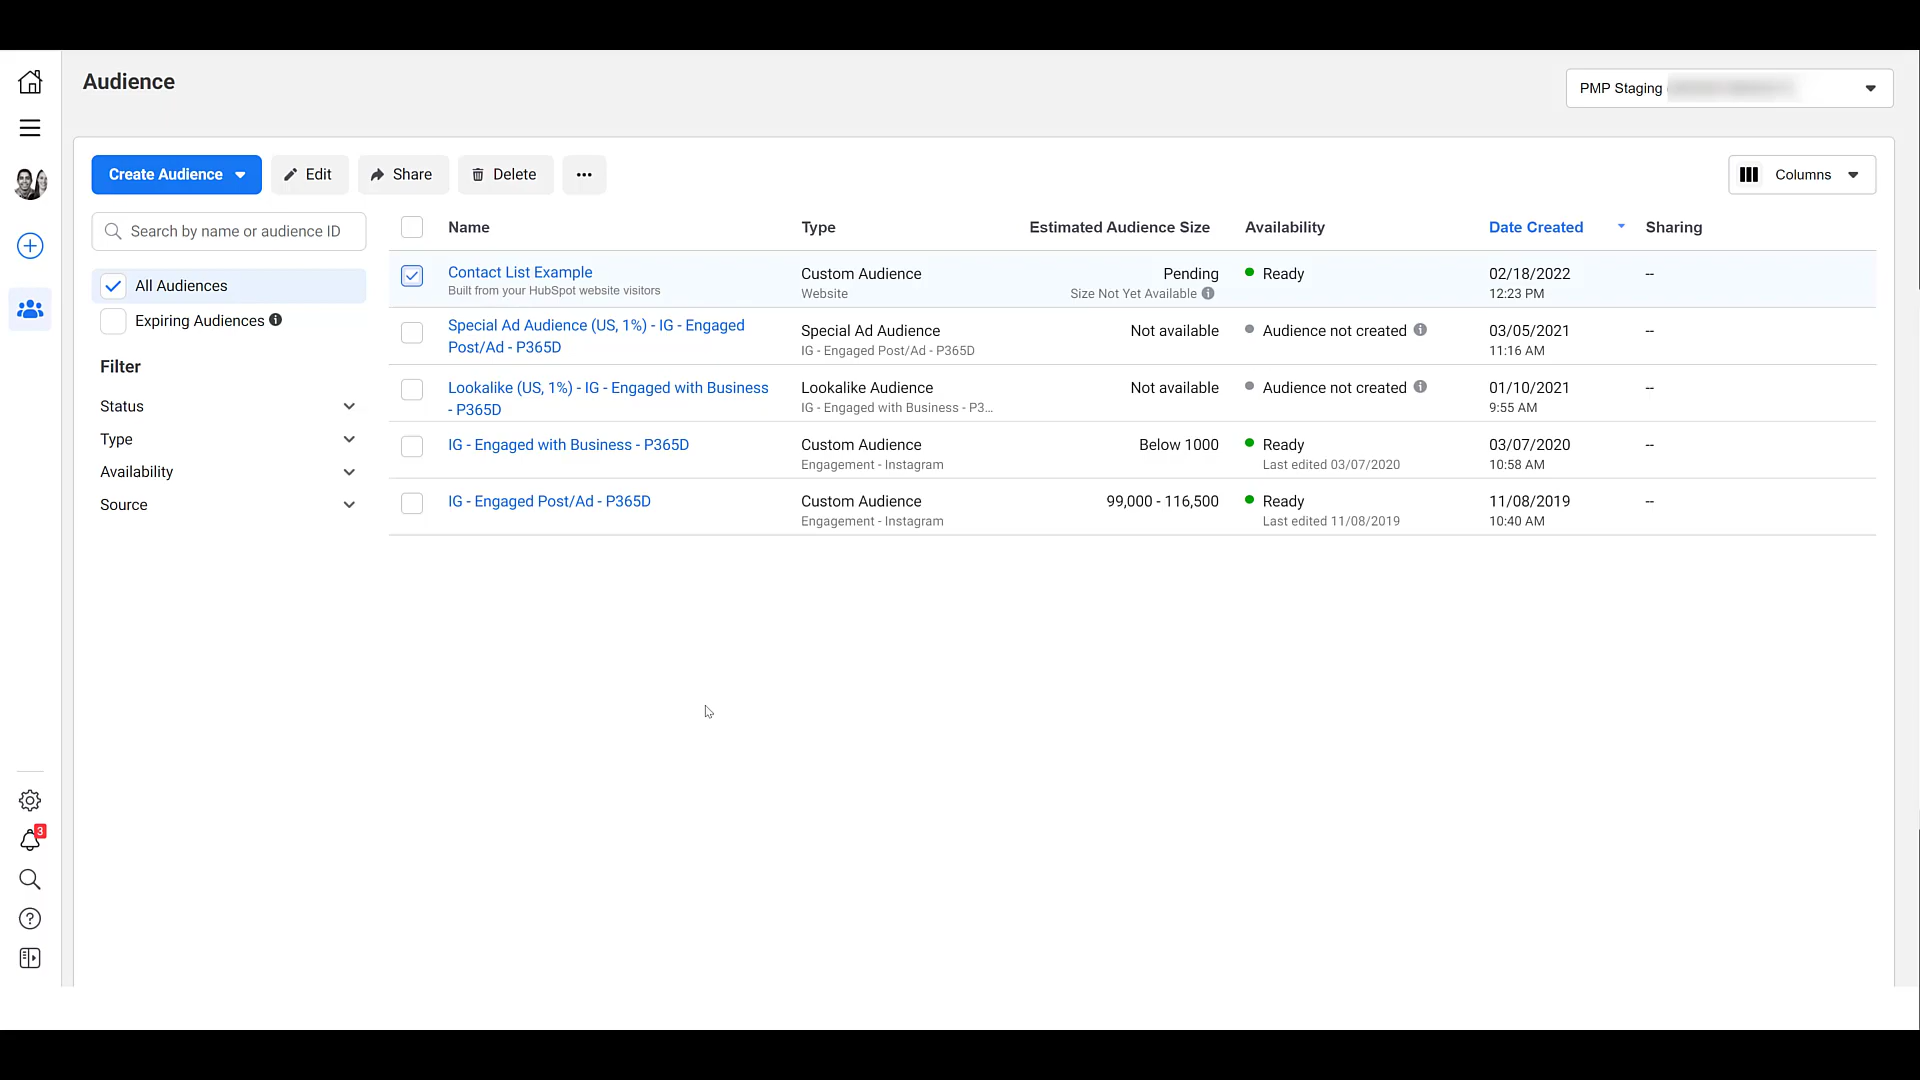 Audience
PMP Staging
Create Audience
Edit
Share
Delete
Columns
Search by name or audience ID
Name
Type
Estimated Audience Size
Availability
Date Created
Sharing
All Audiences
Expiring Audiences
Filter
Status
Type
Availability
Source
Contact List Example
Built from your HubSpot website visitors
Custom Audience
Website
Pending
Size Not Yet Available
Ready
02/18/2022
12:23 PM
--
Special Ad Audience (US, 1%) - IG - Engaged
Post/Ad - P365D
Special Ad Audience
IG - Engaged Post/Ad - P365D
Not available
Audience not created
03/05/2021
11:16 AM
--
Lookalike (US, 1%) - IG - Engaged with Business
- P365D
Lookalike Audience
IG - Engaged with Business - P3...
Not available
Audience not created
01/10/2021
9:55 AM
--
IG - Engaged with Business - P365D
Custom Audience
Engagement - Instagram
Below 1000
Ready
Last edited 03/07/2020
03/07/2020
10:58 AM
--
IG - Engaged Post/Ad - P365D
Custom Audience
Engagement - Instagram
99,000 - 116,500
Ready
Last edited 11/08/2019
11/08/2019
10:40 AM
--
3